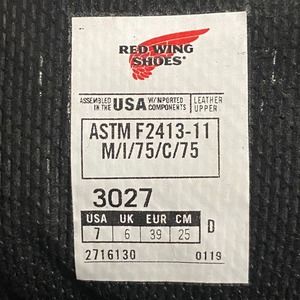 RED WING
SHOES®
ASSEMBLED IN THE USA W/IMPORTED COMPONENTS LEATHER UPPER
ASTM F2413-11
M/I/75/C/75
3027
USA UK EUR CM
7 6 39 25 D
2716130 0119